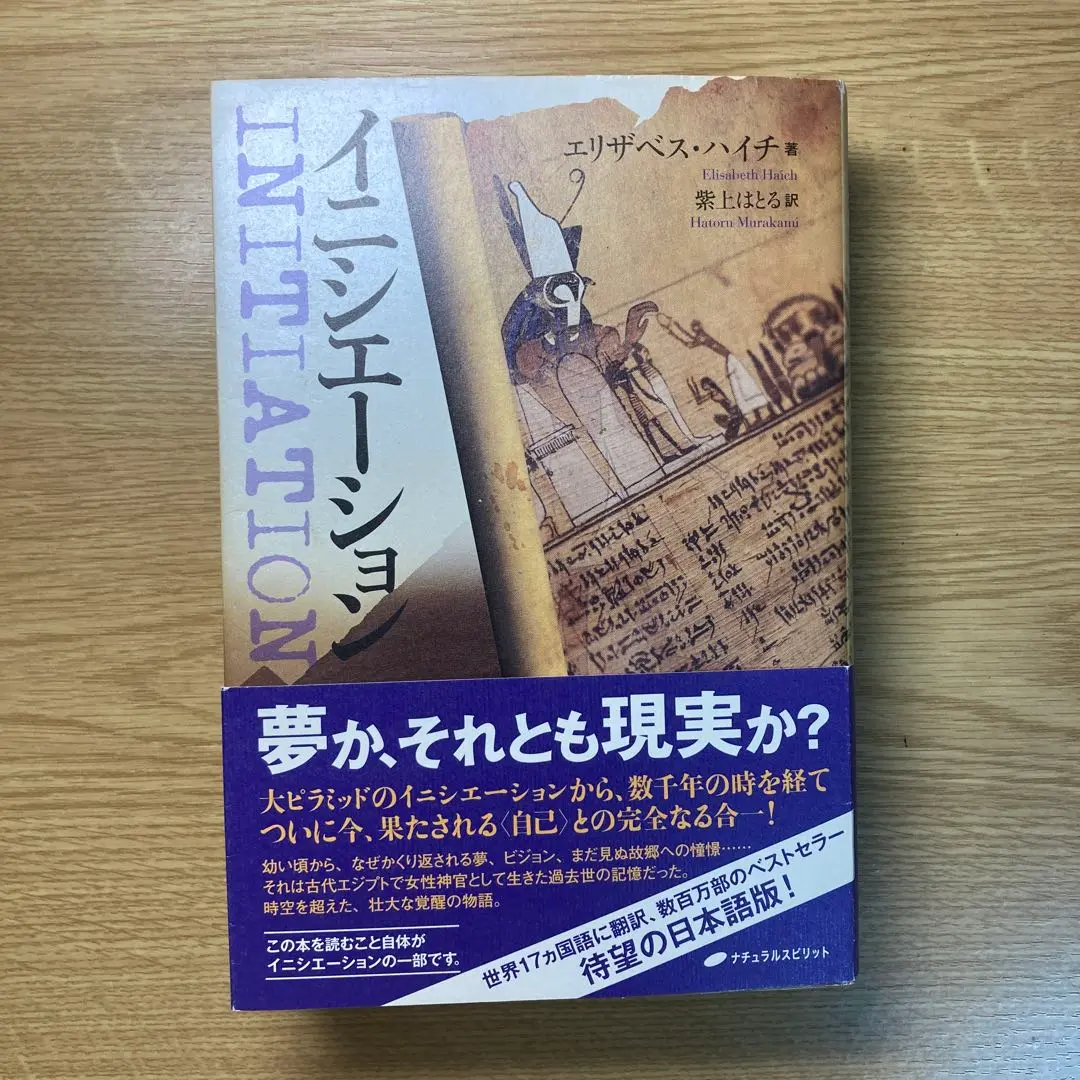 イニシエーション
INITIATION
エリザベス・ハイチ 著
Elisabeth Haich
紫上はとる 訳
Hatoru Murakami
夢か、それとも現実か?
大ピラミッドのイニシエーションから、数千年の時を経て
ついに今、果たされる〈自己〉との完全なる合一!
幼い頃から、なぜかくり返される夢、ビジョン、まだ見ぬ故郷への憧憬……
それは古代エジプトで女性神官として生きた過去世の記憶だった。
時空を超えた、壮大な覚醒の物語。
この本を読むこと自体が
イニシエーションの一部です。
世界17ヵ国語に翻訳、数百万部のベストセラー
待望の日本語版!
ナチュラルスピリット